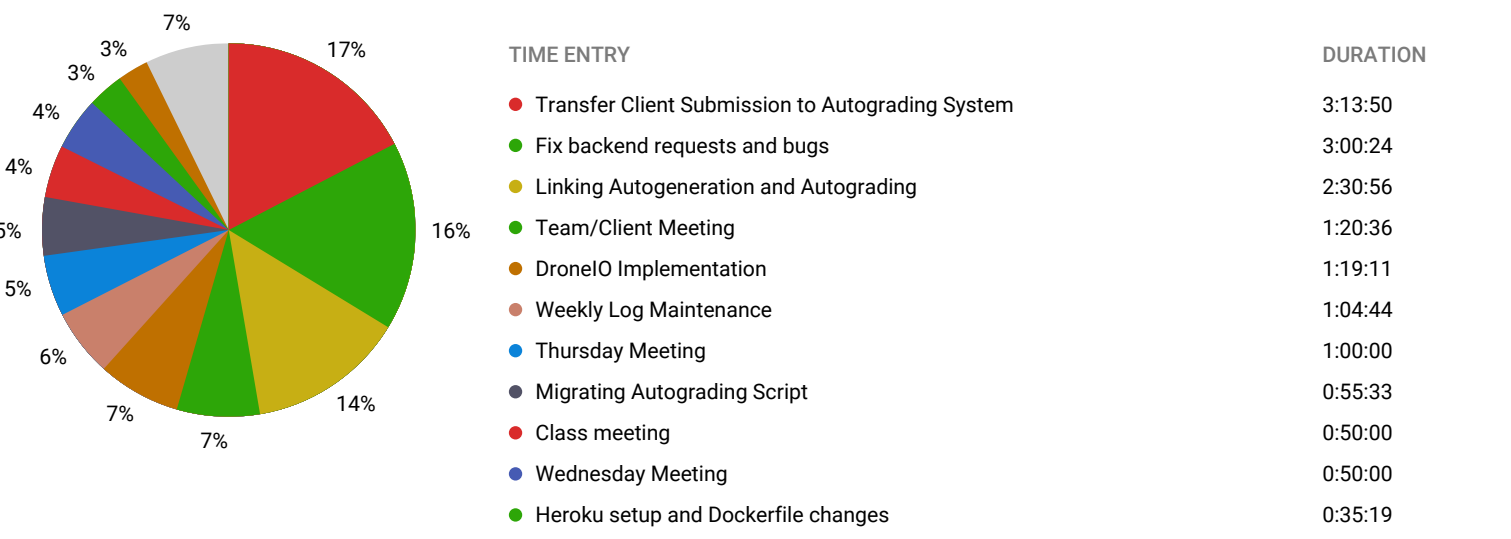 7%
3%
17%
3%
4%
4%
5%
16%
5%
6%
7%
14%
7%
TIME ENTRY DURATION
Transfer Client Submission to Autograding System 3:13:50
Fix backend requests and bugs 3:00:24
Linking Autogeneration and Autograding 2:30:56
Team/Client Meeting 1:20:36
DroneIO Implementation 1:19:11
Weekly Log Maintenance 1:04:44
Thursday Meeting 1:00:00
Migrating Autograding Script 0:55:33
Class meeting 0:50:00
Wednesday Meeting 0:50:00
Heroku setup and Dockerfile changes 0:35:19